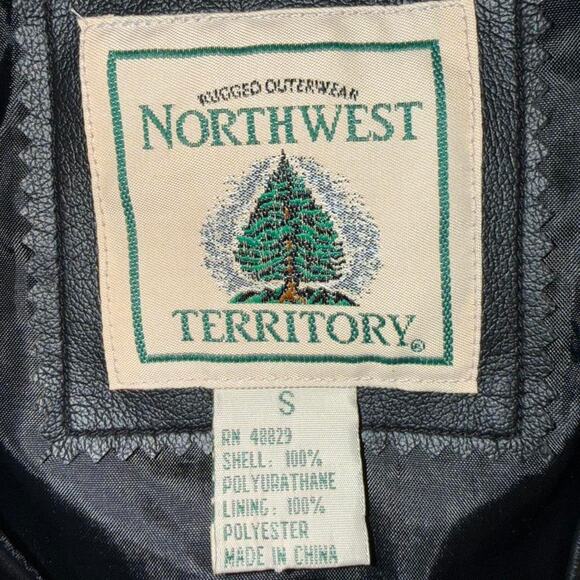 RUGGED OUTERWEAR
NORTHWEST
TERRITORY®
S
RN 48829
SHELL: 100%
POLYURATHANE
LINING: 100%
POLYESTER
MADE IN CHINA